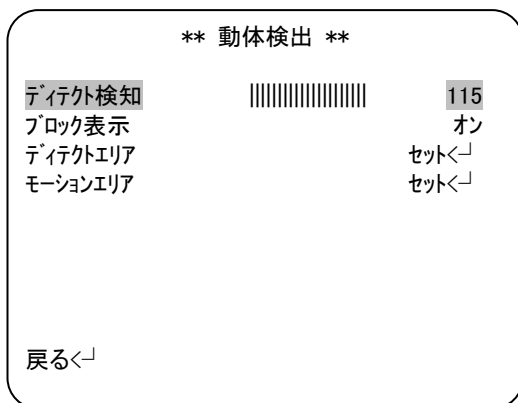 ** 動体検出 **
ﾃﾞｨﾃｸﾄ検知 |||||||||||||||||||| 115
ﾌﾞﾛｯｸ表示 ｵﾝ
ﾃﾞｨﾃｸﾄｴﾘｱ ｾｯﾄ<┘
ﾓｰｼｮﾝｴﾘｱ ｾｯﾄ<┘
戻る<┘